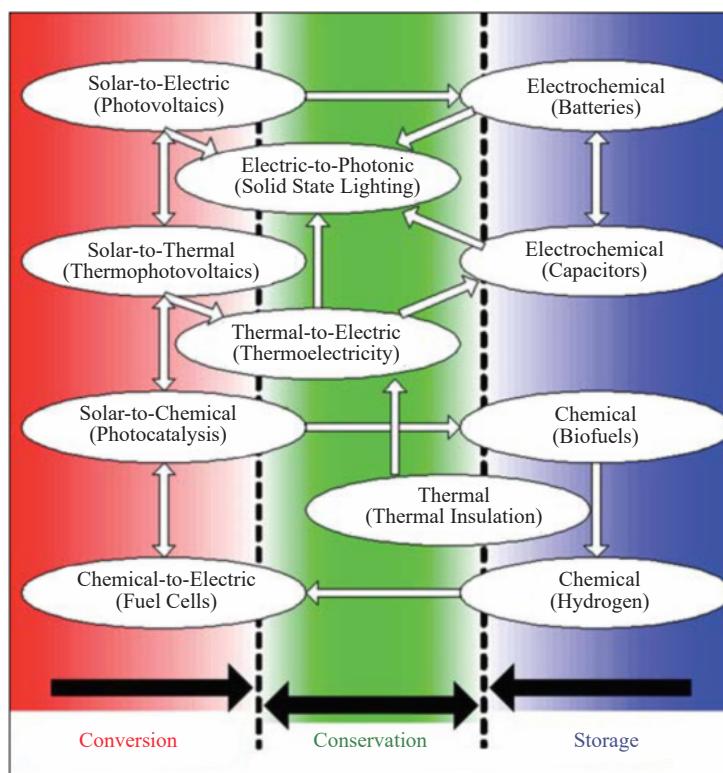 Solar-to-Electric
(Photovoltaics)
Electrochemical
(Batteries)
Electric-to-Photonic
(Solid State Lighting)
Solar-to-Thermal
(Thermophotovoltaics)
Electrochemical
(Capacitors)
Thermal-to-Electric
(Thermoelectricity)
Solar-to-Chemical
(Photocatalysis)
Chemical
(Biofuels)
Thermal
(Thermal Insulation)
Chemical-to-Electric
(Fuel Cells)
Chemical
(Hydrogen)
Conversion
Conservation
Storage